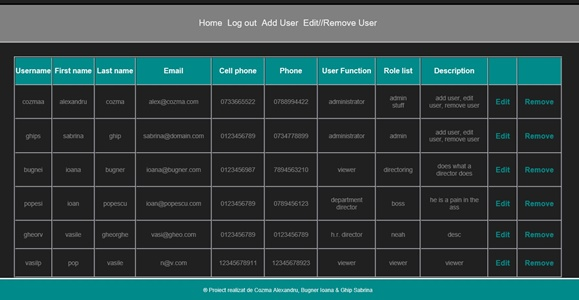 Home Log out Add User Edit//Remove User
Username First name Last name Email Cell phone Phone User Function Role list Description
cozmaa alexandru cozma alex@cozma.com 0733665522 0788994422 administrator admin stuff add user, edit user, remove user Edit Remove
ghips sabrina ghip sabrina@domain.com 0123456789 0734778899 administrator admin add user, edit user, remove user Edit Remove
bugnei ioana bugner ioana@bugner.com 0123456987 7894563210 viewer directoring does what a director does Edit Remove
popesi ioan popescu ioan@popescu.com 0123456789 0789456123 department director boss he is a pain in the ass Edit Remove
gheorv vasile gheorghe vasi@gheo.com 0123456789 0123456789 h.r. director neah desc Edit Remove
vasilp pop vasile n@v.com 12345678911 12345678923 viewer viewer viewer Edit Remove
® Proiect realizat de Cozma Alexandru, Bugner Ioana & Ghip Sabrina